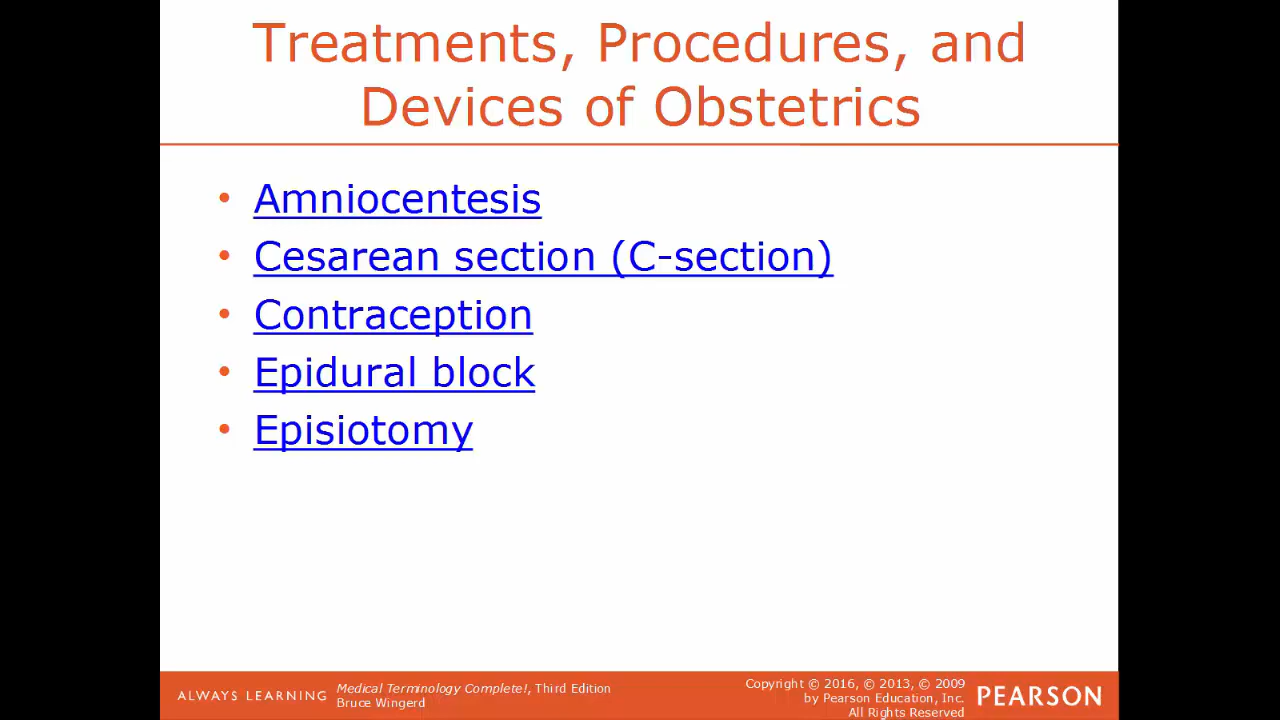 Treatments, Procedures, and
Devices of Obstetrics
• Amniocentesis
• Cesarean section (C-section)
• Contraception
• Epidural block
• Episiotomy
ALWAYS LEARNING
Medical Terminology Complete!, Third Edition
Bruce Wingerd
Copyright © 2016, © 2013, © 2009
by Pearson Education, Inc.
All Rights Reserved
PEARSON